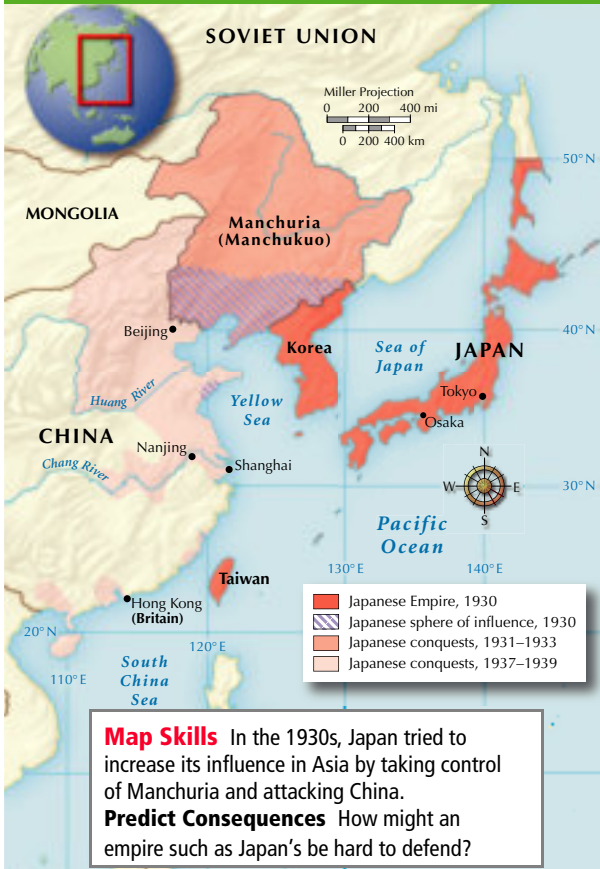 SOVIET UNION
Miller Projection
0 200 400 mi
0 200 400 km
50°N
MONGOLIA
Manchuria
(Manchukuo)
Beijing
40°N
Korea
Sea of
Japan
JAPAN
Tokyo
Osaka
Huang River
Yellow
Sea
CHINA
Nanjing
Chang River
Shanghai
N
W E
S
30°N
Pacific
Ocean
130°E
140°E
Taiwan
Hong Kong
(Britain)
20°N
120°E
110°E
South
China
Sea
Japanese Empire, 1930
Japanese sphere of influence, 1930
Japanese conquests, 1931–1933
Japanese conquests, 1937–1939
Map Skills In the 1930s, Japan tried to
increase its influence in Asia by taking control
of Manchuria and attacking China.
Predict Consequences How might an
empire such as Japan's be hard to defend?